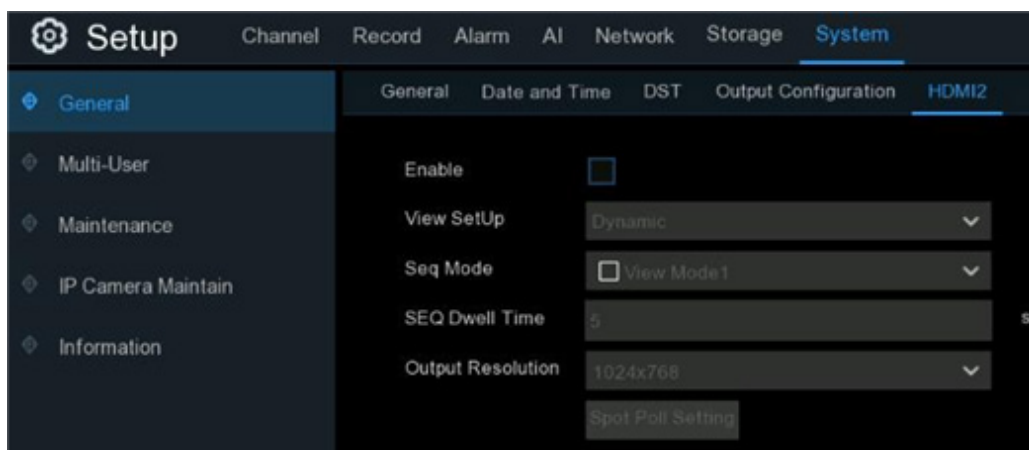 Setup Channel Record Alarm AI Network Storage System
General Date and Time DST Output Configuration HDMI2
General
Multi-User
Maintenance
IP Camera Maintain
Information
Enable
View SetUp Dynamic
Seq Mode View Mode1
SEQ Dwell Time 5 s
Output Resolution 1024x768
Spot Poll Setting